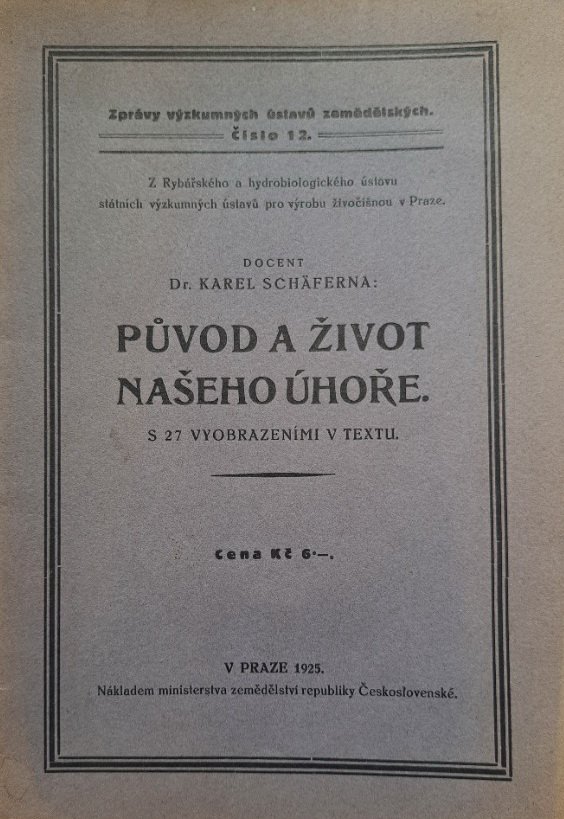 Zprávy výzkumných ústavů zemědělských.
Číslo 12.
Z Rybářského a hydrobiologického ústavu
státních výzkumných ústavů pro výrobu živočišnou v Praze.
DOCENT
Dr. KAREL SCHÄFERNA:
PŮVOD A ŽIVOT
NAŠEHO ÚHOŘE.
S 27 VYOBRAZENÍMI V TEXTU.
Cena Kč 6·—.
V PRAZE 1925.
Nákladem ministerstva zemědělství republiky Československé.